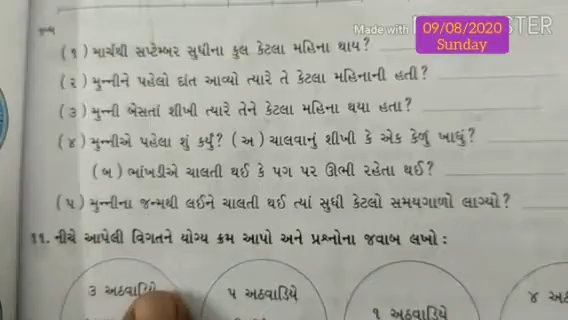 જન્મ
Made with
09/08/2020
Sunday
(૧) માર્ચથી સપ્ટેમ્બર સુધીના કુલ કેટલા મહિના થાય?
(૨) મુન્નીને પહેલો દાંત આવ્યો ત્યારે તે કેટલા મહિનાની હતી?
(૩) મુન્ની બેસતાં શીખી ત્યારે તેને કેટલા મહિના થયા હતા?
(૪) મુન્નીએ પહેલા શું કર્યું? (અ) ચાલવાનું શીખી કે એક કેળું ખાધું?
(બ) ભાંખડીએ ચાલતી થઈ કે પગ પર ઊભી રહેતા થઈ?
(૫) મુન્નીના જન્મથી લઈને ચાલતી થઈ ત્યાં સુધી કેટલો સમયગાળો લાગ્યો?
11. નીચે આપેલી વિગતને યોગ્ય ક્રમ આપો અને પ્રશ્નોના જવાબ લખો :
૩ અઠવાડિયે
૫ અઠવાડિયે
૧ અઠવાડિયે
૪